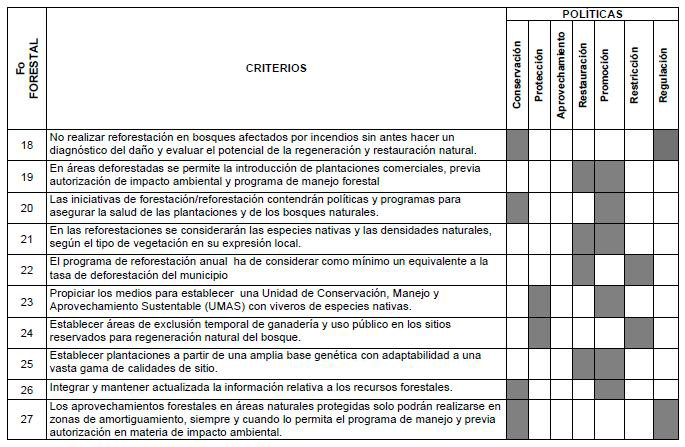 POLITICAS
Fo
FORESTAL
CRITERIOS
Conservación
Protección
Aprovechamiento
Restauración
Promoción
Restricción
Regulación
18
No realizar reforestación en bosques afectados por incendios sin antes hacer un
diagnóstico del daño y evaluar el potencial de la regeneración y restauración natural.
19
En áreas deforestadas se permite la introducción de plantaciones comerciales, previa
autorización de impacto ambiental y programa de manejo forestal
20
Las iniciativas de forestación/reforestación contendrán políticas y programas para
asegurar la salud de las plantaciones y de los bosques naturales.
21
En las reforestaciones se considerarán las especies nativas y las densidades naturales,
según el tipo de vegetación en su expresión local.
22
El programa de reforestación anual ha de considerar como mínimo un equivalente a la
tasa de deforestación del municipio
23
Propiciar los medios para establecer una Unidad de Conservación, Manejo y
Aprovechamiento Sustentable (UMAS) con viveros de especies nativas.
24
Establecer áreas de exclusión temporal de ganadería y uso público en los sitios
reservados para regeneración natural del bosque.
25
Establecer plantaciones a partir de una amplia base genética con adaptabilidad a una
vasta gama de calidades de sitio.
26
Integrar y mantener actualizada la información relativa a los recursos forestales.
27
Los aprovechamientos forestales en áreas naturales protegidas solo podrán realizarse en
zonas de amortiguamiento, siempre y cuando lo permita el programa de manejo y previa
autorización en materia de impacto ambiental.